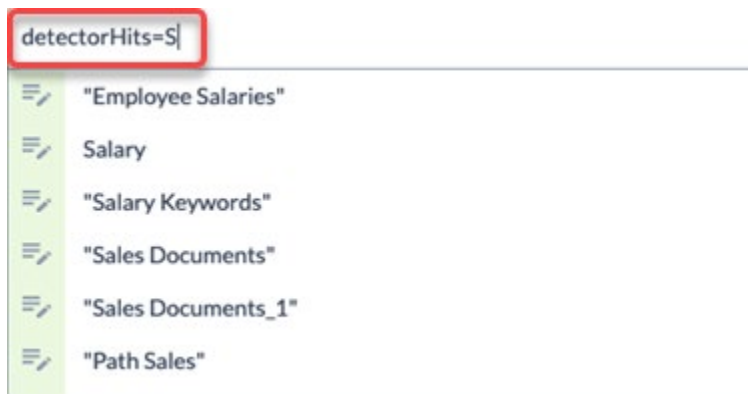 detectorHits=S
"Employee Salaries"
Salary
"Salary Keywords"
"Sales Documents"
"Sales Documents_1"
"Path Sales"